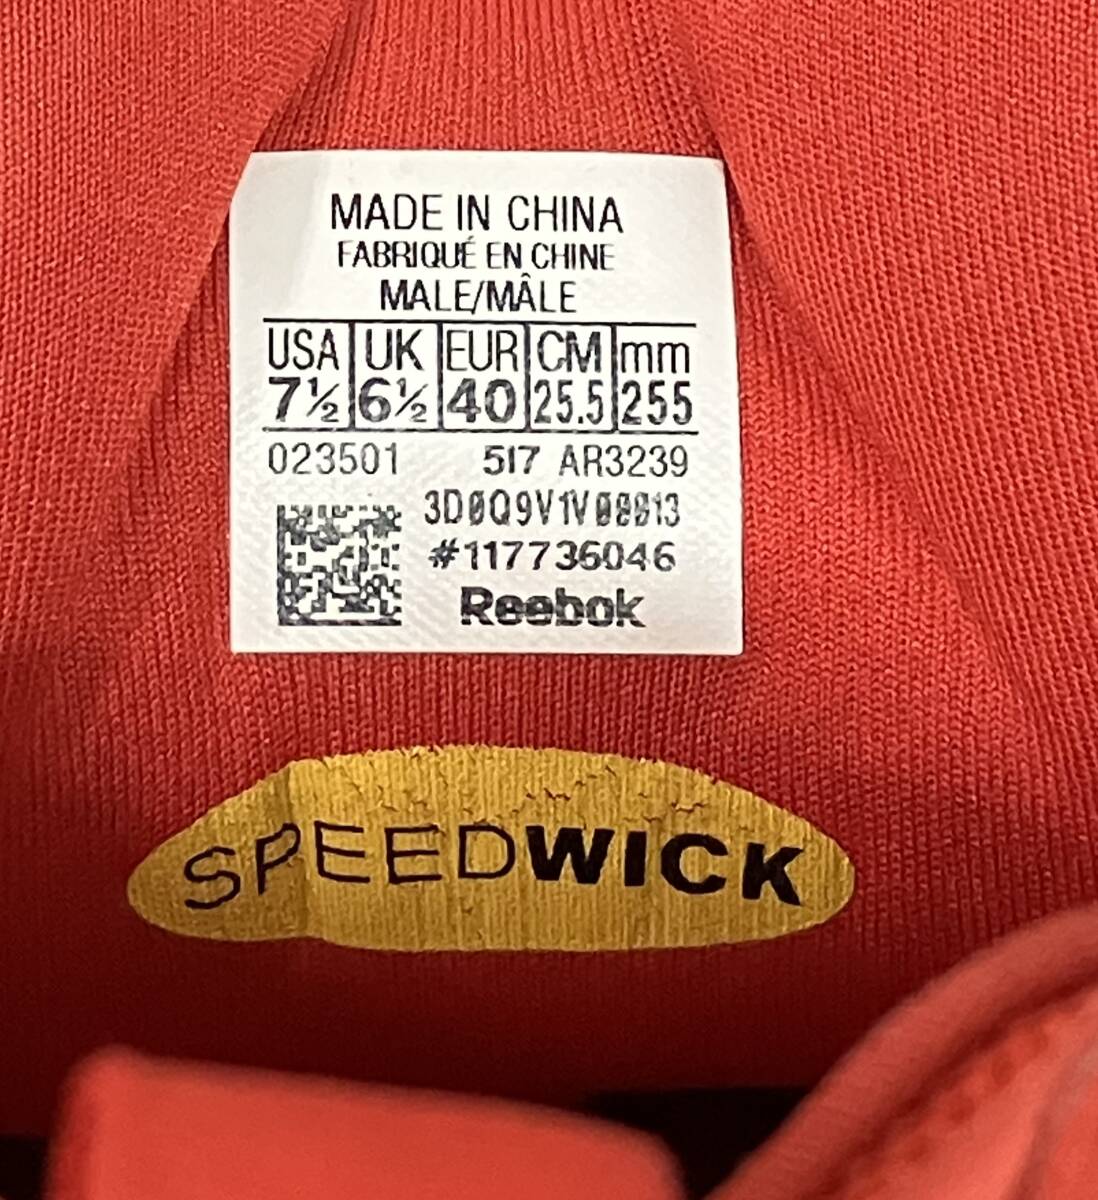 MADE IN CHINA
FABRIQUÉ EN CHINE
MALE/MÂLE
USA UK EUR CM mm
7½ 6½ 40 25.5 255
023501 517 AR3239
#117736046
Reebok
SPEEDWICK